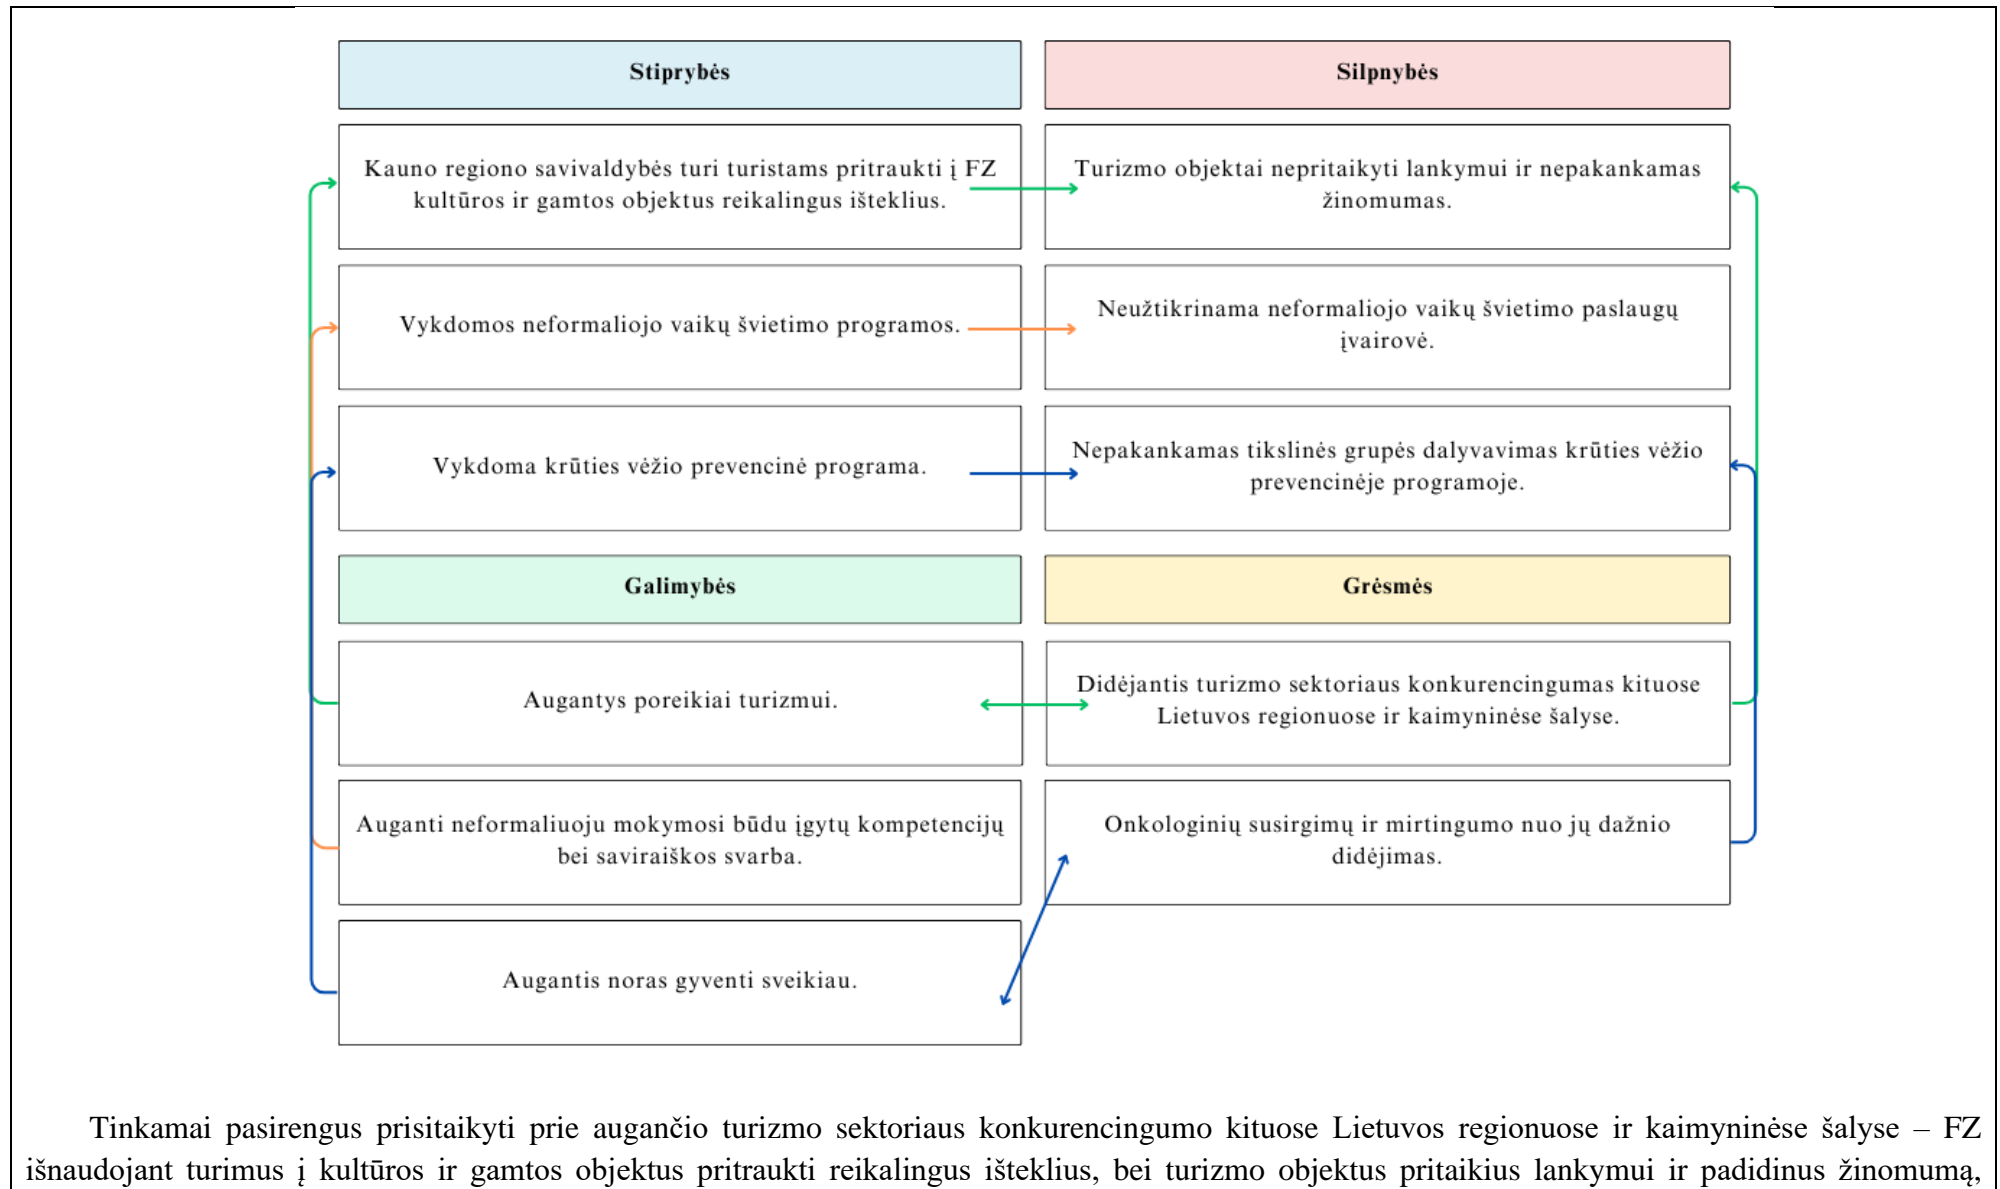 Stiprybės
Silpnybės
Kauno regiono savivaldybės turi turistams pritraukti į FZ
kultūros ir gamtos objektus reikalingus išteklius.
Turizmo objektai nepritaikyti lankymui ir nepakankamas
žinomumas.
Vykdomos neformaliojo vaikų švietimo programos.
Neužtikrinama neformaliojo vaikų švietimo paslaugų
įvairovė.
Vykdoma krūties vėžio prevencinė programa.
Nepakankamas tikslinės grupės dalyvavimas krūties vėžio
prevencinėje programoje.
Galimybės
Grėsmės
Augantys poreikiai turizmui.
Didėjantis turizmo sektoriaus konkurencingumas kituose
Lietuvos regionuose ir kaimyninėse šalyse.
Auganti neformaliuoju mokymosi būdu įgytų kompetencijų
bei saviraiškos svarba.
Onkologinių susirgimų ir mirtingumo nuo jų dažnio
didėjimas.
Augantis noras gyventi sveikiau.
Tinkamai pasirengus prisitaikyti prie augančio turizmo sektoriaus konkurencingumo kituose Lietuvos regionuose ir kaimyninėse šalyse – FZ
išnaudojant turimus į kultūros ir gamtos objektus pritraukti reikalingus išteklius, bei turizmo objektus pritaikius lankymui ir padidinus žinomumą,